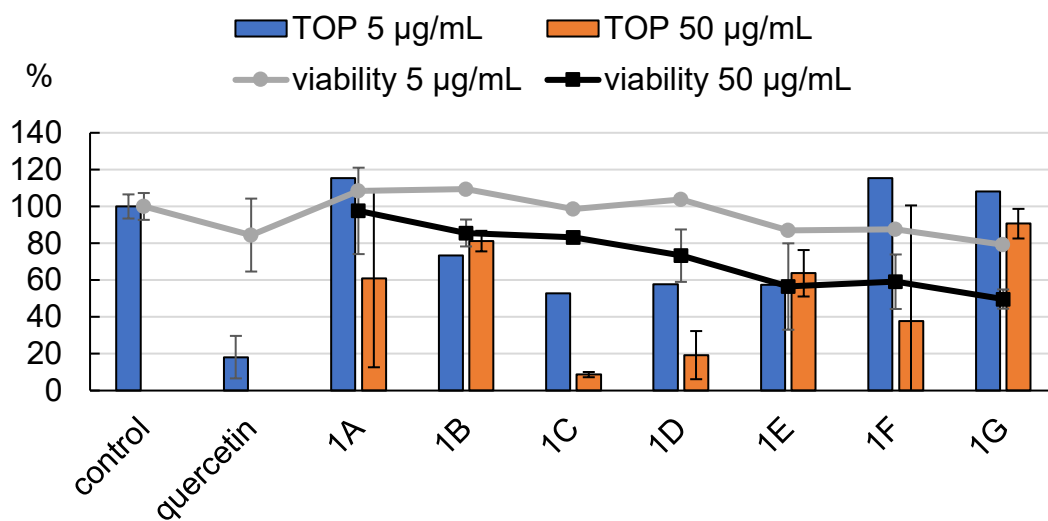 TOP 5 µg/mL TOP 50 µg/mL
% viability 5 µg/mL viability 50 µg/mL
140
120
100
80
60
40
20
0
control quercetin 1A 1B 1C 1D 1E 1F 1G